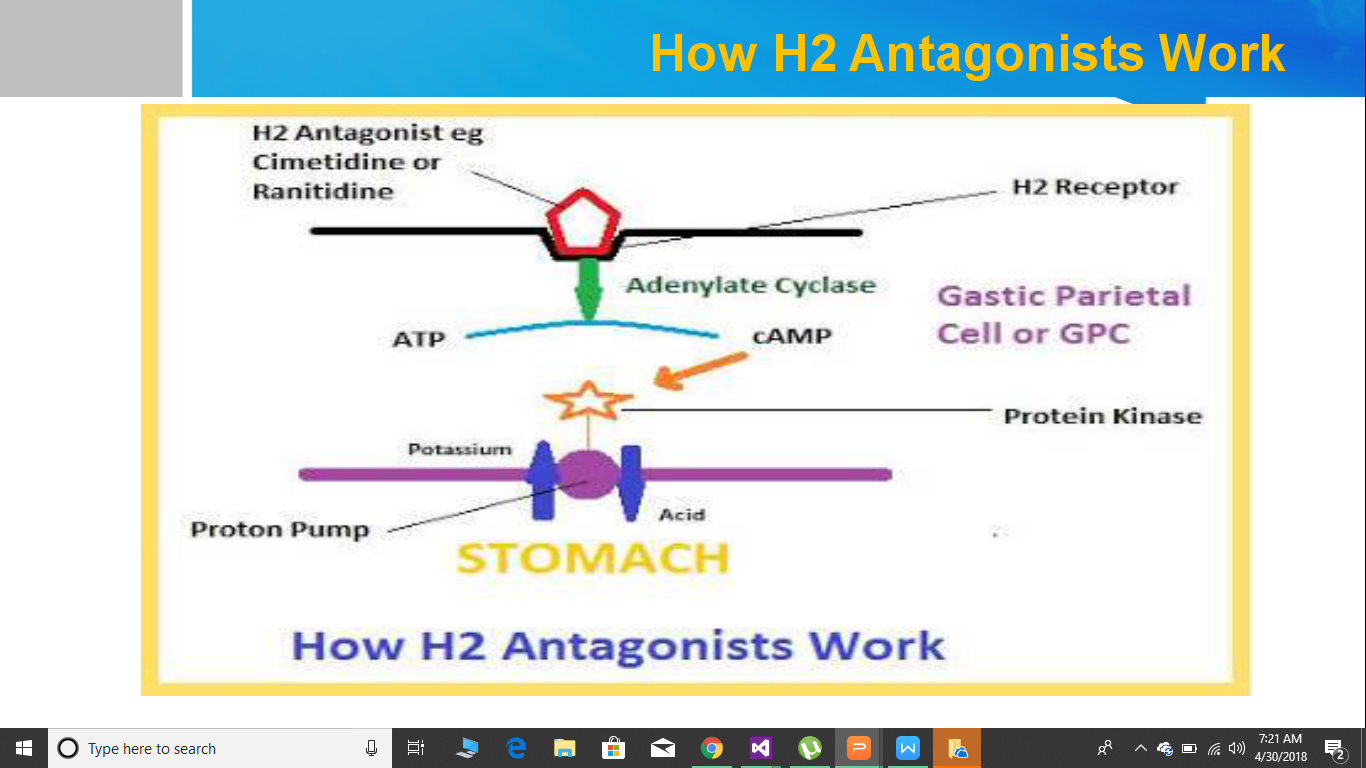 How H2 Antagonists Work
H2 Antagonist eg
Cimetidine or
Ranitidine
H2 Receptor
Adenylate Cyclase
Gastic Parietal
Cell or GPC
ATP
cAMP
Protein Kinase
Potassium
Proton Pump
Acid
STOMACH
How H2 Antagonists Work
Type here to search
7:21 AM
4/30/2018
2